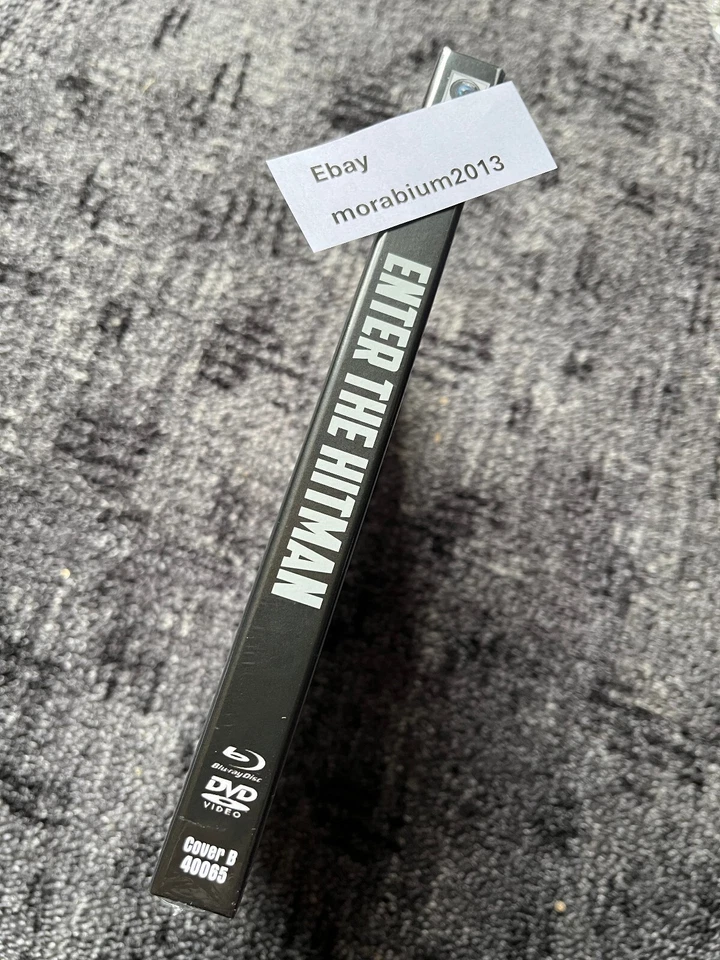 Ebay
morabium2013
ENTER THE HITMAN
Blu-ray Disc
DVD
VIDEO
Cover B
40065